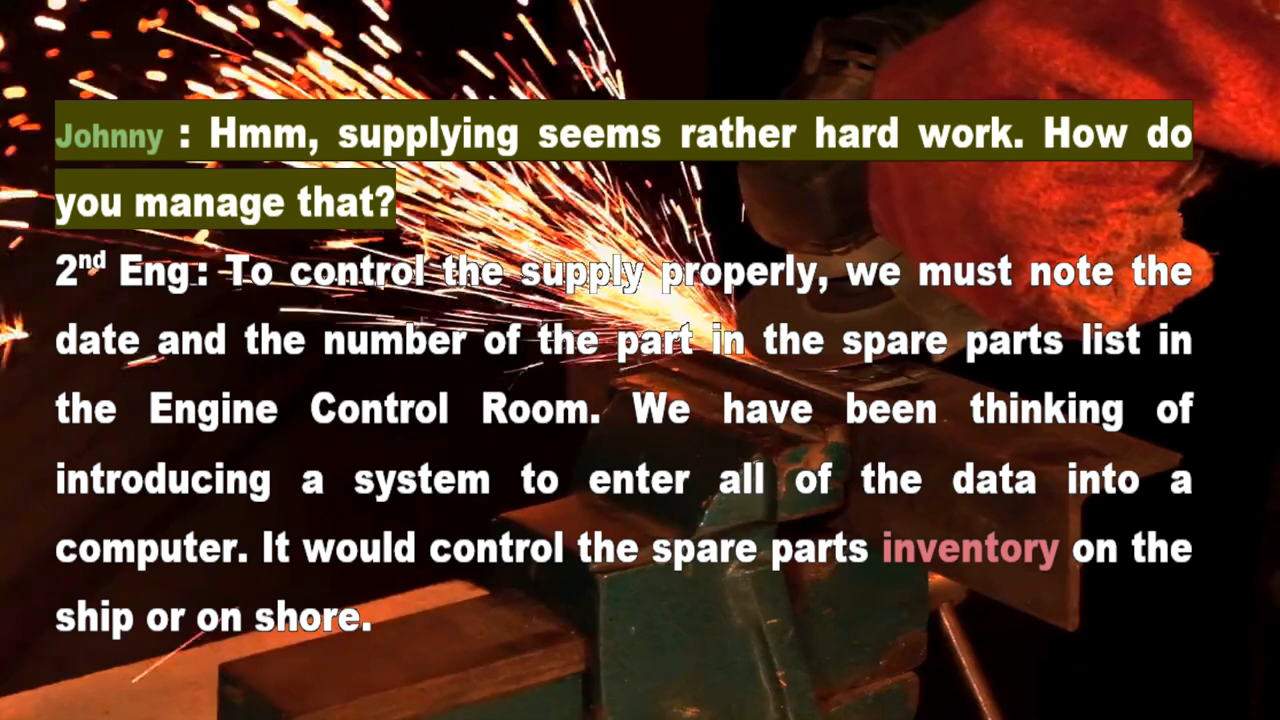 Johnny : Hmm, supplying seems rather hard work. How do
you manage that?
2nd Eng: To control the supply properly, we must note the
date and the number of the part in the spare parts list in
the Engine Control Room. We have been thinking of
introducing a system to enter all of the data into a
computer. It would control the spare parts inventory on the
ship or on shore.